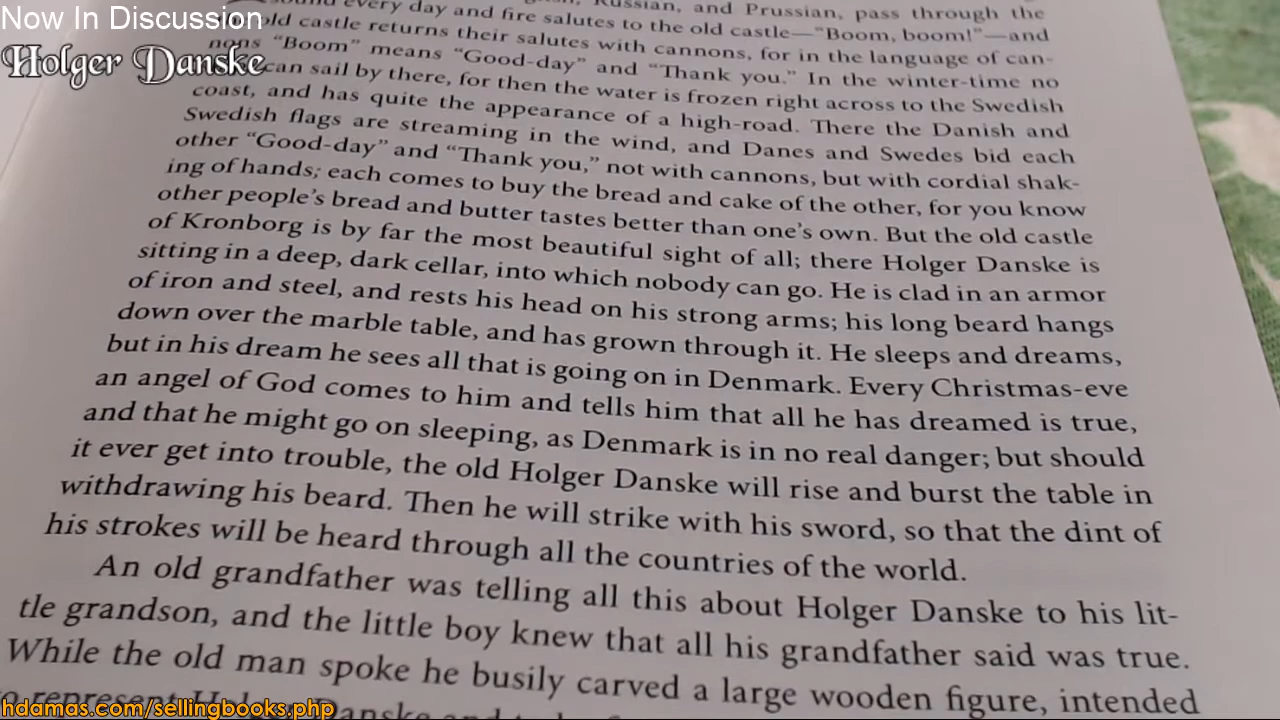 Now In Discussion
Holger Danske
every day and fire salutes to the old castle—“Boom, boom!”—and
Russian, and Prussian, pass through the
old castle returns their salutes with cannons, for in the language of can-
nons “Boom” means “Good-day” and “Thank you.” In the winter-time no
can sail by there, for then the water is frozen right across to the Swedish
coast, and has quite the appearance of a high-road. There the Danish and
Swedish flags are streaming in the wind, and Danes and Swedes bid each
other “Good-day” and “Thank you,” not with cannons, but with cordial shak-
ing of hands; each comes to buy the bread and cake of the other, for you know
other people’s bread and butter tastes better than one’s own. But the old castle
of Kronborg is by far the most beautiful sight of all; there Holger Danske is
sitting in a deep, dark cellar, into which nobody can go. He is clad in an armor
of iron and steel, and rests his head on his strong arms; his long beard hangs
down over the marble table, and has grown through it. He sleeps and dreams,
but in his dream he sees all that is going on in Denmark. Every Christmas-eve
an angel of God comes to him and tells him that all he has dreamed is true,
and that he might go on sleeping, as Denmark is in no real danger; but should
it ever get into trouble, the old Holger Danske will rise and burst the table in
withdrawing his beard. Then he will strike with his sword, so that the dint of
his strokes will be heard through all the countries of the world.
An old grandfather was telling all this about Holger Danske to his lit-
tle grandson, and the little boy knew that all his grandfather said was true.
While the old man spoke he busily carved a large wooden figure, intended
represent Danske and
hdamas.com/sellingbooks.php